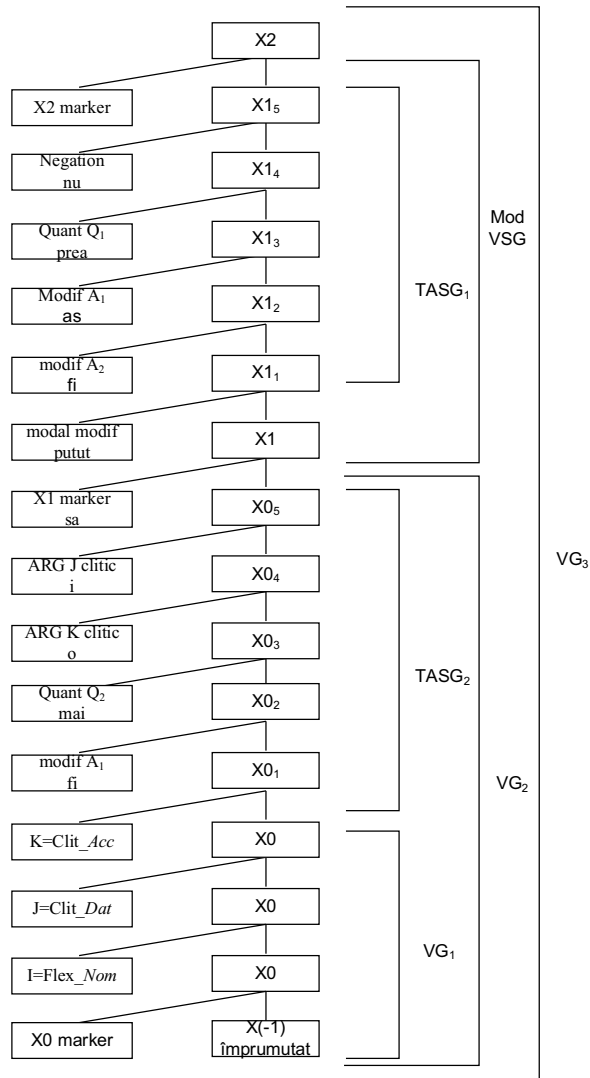 X2
X2 marker
X1₅
Negation
nu
X1₄
Quant Q₁
prea
X1₃
Modif A₁
as
X1₂
modif A₂
fi
X1₁
modal modif
putut
X1
X1 marker
sa
X0₅
ARG J clitic
i
X0₄
ARG K clitic
o
X0₃
Quant Q₂
mai
X0₂
modif A₁
fi
X0₁
K=Clit_Acc
X0
J=Clit_Dat
X0
I=Flex_Nom
X0
X0 marker
X(-1)
împrumutat
TASG₁
Mod
VSG
TASG₂
VG₁
VG₂
VG₃